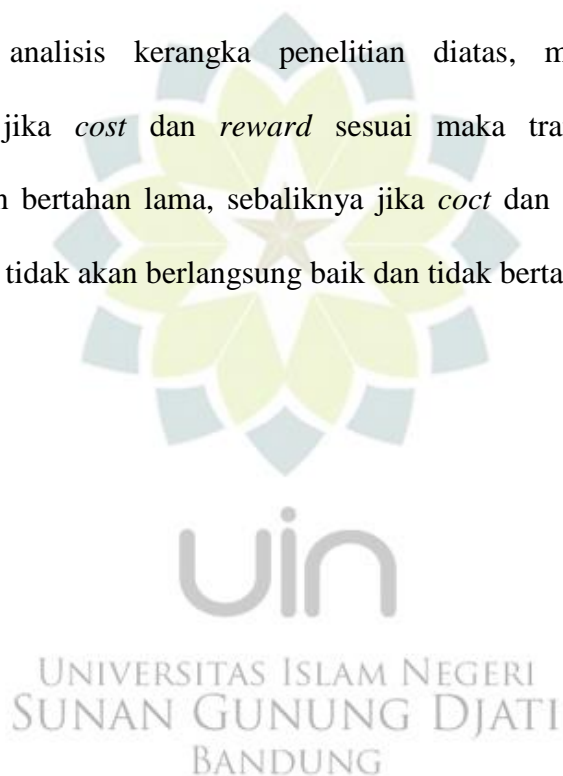 analisis kerangka penelitian diatas, m
jika cost dan reward sesuai maka tra
bertahan lama, sebaliknya jika coct dan
tidak akan berlangsung baik dan tidak berta
uin
UNIVERSITAS ISLAM NEGERI
SUNAN GUNUNG DJATI
BANDUNG